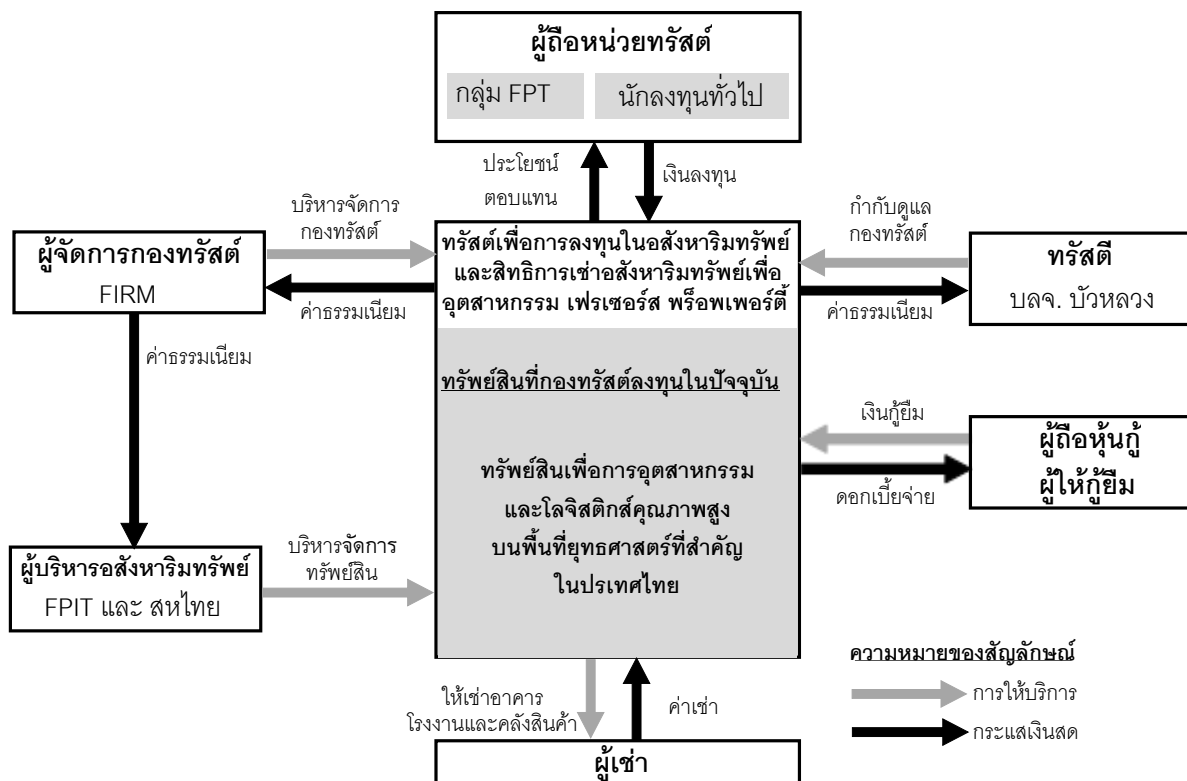 ผู้ถือหน่วยทรัสต์
กลุ่ม FPT
นักลงทุนทั่วไป
ประโยชน์
ตอบแทน
เงินลงทุน
บริหารจัดการ
กองทรัสต์
กำกับดูแล
กองทรัสต์
ผู้จัดการกองทรัสต์
FIRM
ทรัสต์เพื่อการลงทุนในอสังหาริมทรัพย์
และสิทธิการเช่าอสังหาริมทรัพย์เพื่อ
อุตสาหกรรม เฟรเซอร์ส พร็อพเพอร์ตี้
ทรัสตี
บลจ. บัวหลวง
ค่าธรรมเนียม
ค่าธรรมเนียม
ค่าธรรมเนียม
ทรัพย์สินที่กองทรัสต์ลงทุนในปัจจุบัน
เงินกู้ยืม
ผู้ถือหุ้นกู้
ผู้ให้กู้ยืม
ดอกเบี้ยจ่าย
ทรัพย์สินเพื่อการอุตสาหกรรม
และโลจิสติกส์คุณภาพสูง
บนพื้นที่ยุทธศาสตร์ที่สำคัญ
ในประเทศไทย
ผู้บริหารอสังหาริมทรัพย์
FPIT และ สหไทย
บริหารจัดการ
ทรัพย์สิน
ความหมายของสัญลักษณ์
การให้บริการ
กระแสเงินสด
ให้เช่าอาคาร
โรงงานและคลังสินค้า
ค่าเช่า
ผู้เช่า